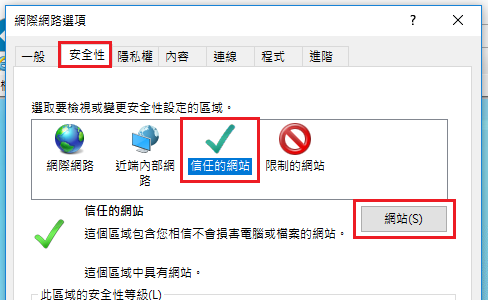 網際網路選項
一般 安全性 隱私權 內容 連線 程式 進階
選取要檢視或變更安全性設定的區域。
網際網路 近端內部網路 信任的網站 限制的網站
信任的網站
網站(S)
這個區域包含您相信不會損害電腦或檔案的網站。
這個區域中具有網站。
此區域的安全性等級(L)